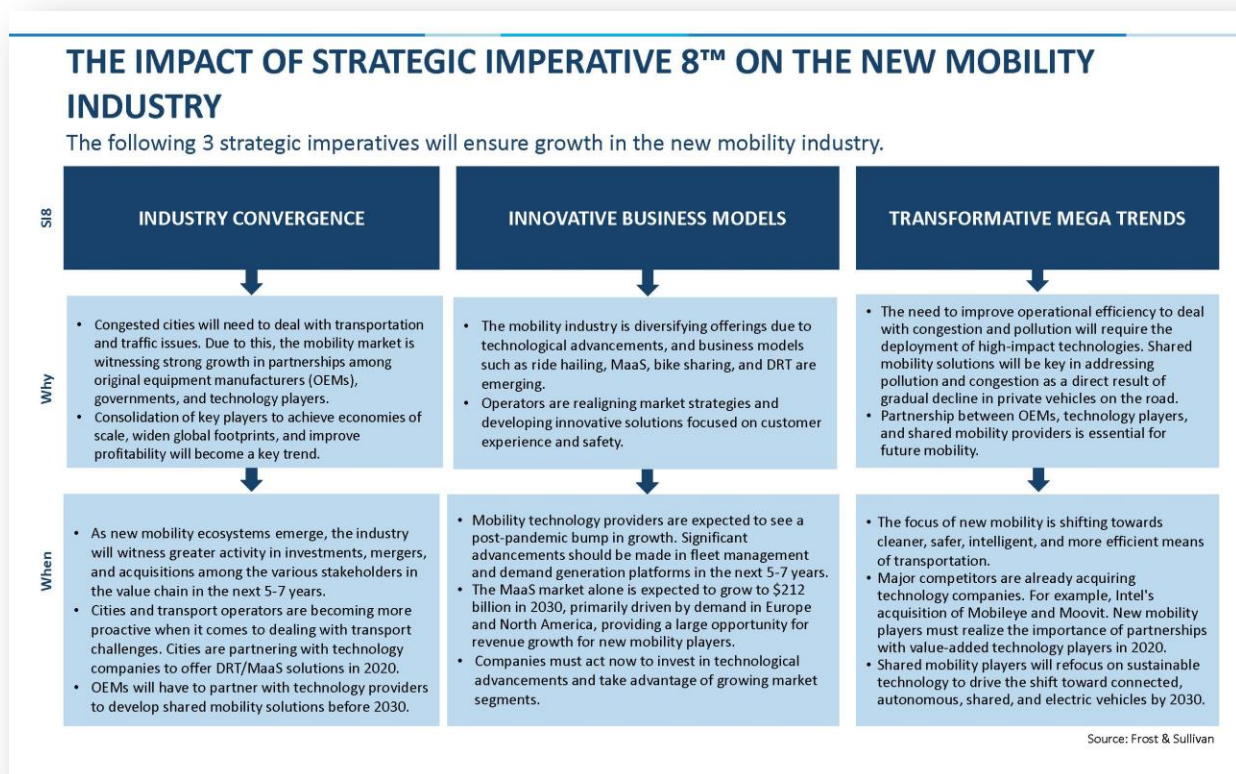 THE IMPACT OF STRATEGIC IMPERATIVE 8™ ON THE NEW MOBILITY
INDUSTRY
The following 3 strategic imperatives will ensure growth in the new mobility industry.
SI8
INDUSTRY CONVERGENCE
INNOVATIVE BUSINESS MODELS
TRANSFORMATIVE MEGA TRENDS
Why
• Congested cities will need to deal with transportation
and traffic issues. Due to this, the mobility market is
witnessing strong growth in partnerships among
original equipment manufacturers (OEMs),
governments, and technology players.
• Consolidation of key players to achieve economies of
scale, widen global footprints, and improve
profitability will become a key trend.
• The mobility industry is diversifying offerings due to
technological advancements, and business models
such as ride hailing, MaaS, bike sharing, and DRT are
emerging.
• Operators are realigning market strategies and
developing innovative solutions focused on customer
experience and safety.
• The need to improve operational efficiency to deal
with congestion and pollution will require the
deployment of high-impact technologies. Shared
mobility solutions will be key in addressing
pollution and congestion as a direct result of
gradual decline in private vehicles on the road.
• Partnership between OEMs, technology players,
and shared mobility providers is essential for
future mobility.
When
• As new mobility ecosystems emerge, the industry
will witness greater activity in investments, mergers,
and acquisitions among the various stakeholders in
the value chain in the next 5-7 years.
• Cities and transport operators are becoming more
proactive when it comes to dealing with transport
challenges. Cities are partnering with technology
companies to offer DRT/MaaS solutions in 2020.
• OEMs will have to partner with technology providers
to develop shared mobility solutions before 2030.
• Mobility technology providers are expected to see a
post-pandemic bump in growth. Significant
advancements should be made in fleet management
and demand generation platforms in the next 5-7 years.
• The MaaS market alone is expected to grow to $212
billion in 2030, primarily driven by demand in Europe
and North America, providing a large opportunity for
revenue growth for new mobility players.
• Companies must act now to invest in technological
advancements and take advantage of growing market
segments.
• The focus of new mobility is shifting towards
cleaner, safer, intelligent, and more efficient means
of transportation.
• Major competitors are already acquiring
technology companies. For example, Intel's
acquisition of Mobileye and Moovit. New mobility
players must realize the importance of partnerships
with value-added technology players in 2020.
• Shared mobility players will refocus on sustainable
technology to drive the shift toward connected,
autonomous, shared, and electric vehicles by 2030.
Source: Frost & Sullivan